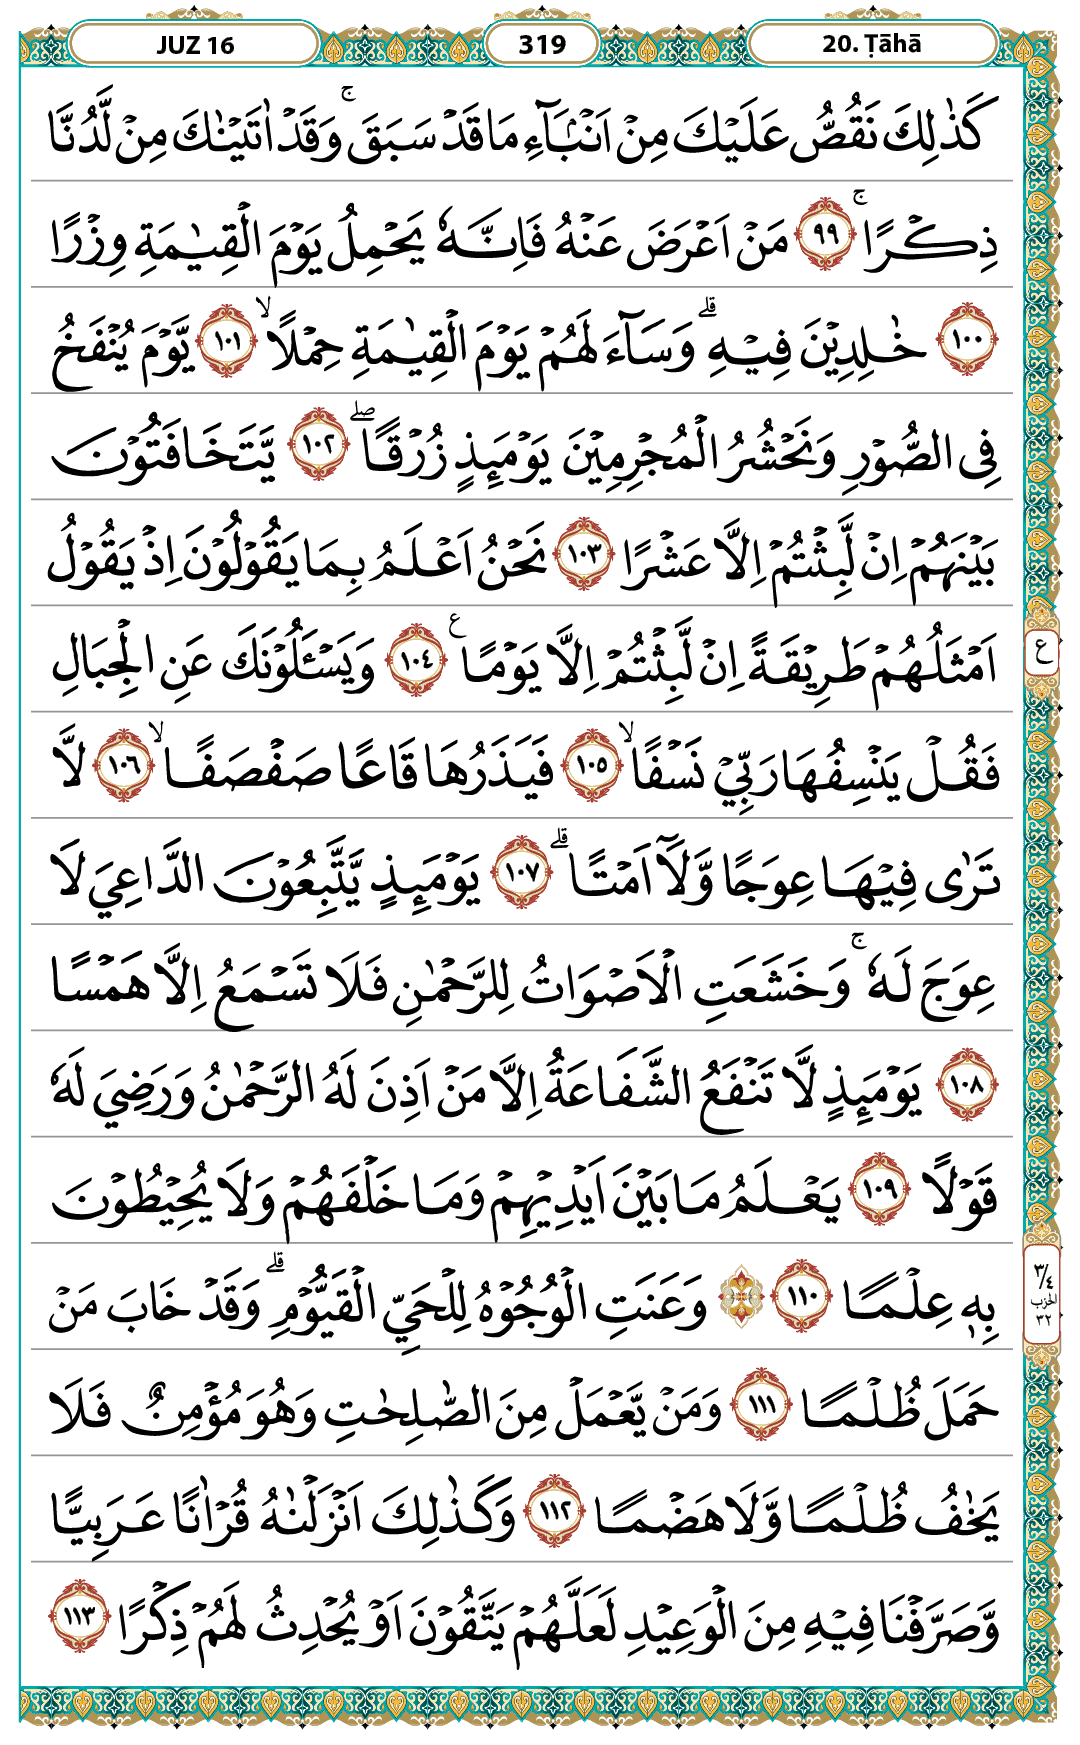 JUZ 16
319
20. Ṭāhā
كَذٰلِكَ نَقُصُّ عَلَيْكَ مِنْ اَنْۢبَآءِ مَا قَدْ سَبَقَ ۚ وَقَدْ اٰتَيْنٰكَ مِنْ لَّدُنَّا
ذِكْرًا ۚ ٩٩ مَنْ اَعْرَضَ عَنْهُ فَاِنَّهٗ يَحْمِلُ يَوْمَ الْقِيٰمَةِ وِزْرًا
١٠٠ خٰلِدِيْنَ فِيْهِ ۗ وَسَآءَ لَهُمْ يَوْمَ الْقِيٰمَةِ حِمْلًا ۙ ١٠١ يَّوْمَ يُنْفَخُ
فِى الصُّوْرِ وَنَحْشُرُ الْمُجْرِمِيْنَ يَوْمَئِذٍ زُرْقًا ۖ ١٠٢ يَّتَخَافَتُوْنَ
بَيْنَهُمْ اِنْ لَّبِثْتُمْ اِلَّا عَشْرًا ١٠٣ نَحْنُ اَعْلَمُ بِمَا يَقُوْلُوْنَ اِذْ يَقُوْلُ
اَمْثَلُهُمْ طَرِيْقَةً اِنْ لَّبِثْتُمْ اِلَّا يَوْمًا ع ١٠٤ وَيَسْـَٔلُوْنَكَ عَنِ الْجِبَالِ
ع
فَقُلْ يَنْسِفُهَا رَبِّيْ نَسْفًا ۙ ١٠٥ فَيَذَرُهَا قَاعًا صَفْصَفًا ۙ ١٠٦ لَّا
تَرٰى فِيْهَا عِوَجًا وَّلَآ اَمْتًا ۗ ١٠٧ يَوْمَئِذٍ يَّتَّبِعُوْنَ الدَّاعِيَ لَا
عِوَجَ لَهٗ ۚ وَخَشَعَتِ الْاَصْوَاتُ لِلرَّحْمٰنِ فَلَا تَسْمَعُ اِلَّا هَمْسًا
١٠٨ يَوْمَئِذٍ لَّا تَنْفَعُ الشَّفَاعَةُ اِلَّا مَنْ اَذِنَ لَهُ الرَّحْمٰنُ وَرَضِيَ لَهٗ
قَوْلًا ١٠٩ يَعْلَمُ مَا بَيْنَ اَيْدِيْهِمْ وَمَا خَلْفَهُمْ وَلَا يُحِيْطُوْنَ
بِهٖ عِلْمًا ١١٠ ۞ وَعَنَتِ الْوُجُوْهُ لِلْحَيِّ الْقَيُّوْمِ ۗ وَقَدْ خَابَ مَنْ
٣/٤
الحزب
٣٢
حَمَلَ ظُلْمًا ١١١ وَمَنْ يَّعْمَلْ مِنَ الصّٰلِحٰتِ وَهُوَ مُؤْمِنٌ فَلَا
يَخٰفُ ظُلْمًا وَّلَا هَضْمًا ١١٢ وَكَذٰلِكَ اَنْزَلْنٰهُ قُرْاٰنًا عَرَبِيًّا
وَّصَرَّفْنَا فِيْهِ مِنَ الْوَعِيْدِ لَعَلَّهُمْ يَتَّقُوْنَ اَوْ يُحْدِثُ لَهُمْ ذِكْرًا ١١٣